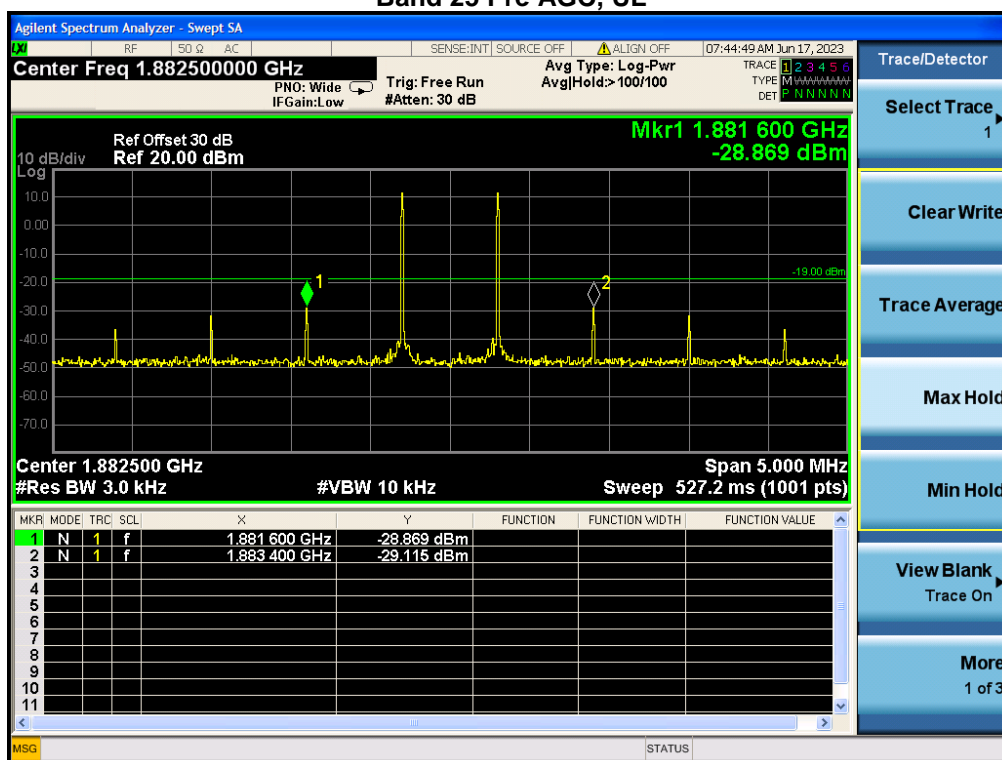 Band 25 Pre AGC, UL
Agilent Spectrum Analyzer - Swept SA
LXI RF 50 Ω AC SENSE:INT SOURCE OFF ALIGN OFF 07:44:49 AM Jun 17, 2023
Center Freq 1.882500000 GHz
PNO: Wide
IFGain:Low
Trig: Free Run
#Atten: 30 dB
Avg Type: Log-Pwr
Avg|Hold:>100/100
TRACE 1 2 3 4 5 6
TYPE M
DET P N N N N N
Mkr1 1.881 600 GHz
-28.869 dBm
Ref Offset 30 dB
10 dB/div Ref 20.00 dBm
Log
10.0
0.00
-10.0
-20.0
-30.0
-40.0
-50.0
-60.0
-70.0
1
2
-19.00 dBm
Center 1.882500 GHz Span 5.000 MHz
#Res BW 3.0 kHz #VBW 10 kHz Sweep 527.2 ms (1001 pts)
MKR MODE TRC SCL X Y FUNCTION FUNCTION WIDTH FUNCTION VALUE
1 N 1 f 1.881 600 GHz -28.869 dBm
2 N 1 f 1.883 400 GHz -29.115 dBm
3
4
5
6
7
8
9
10
11
MSG STATUS
Trace/Detector
Select Trace
1
Clear Write
Trace Average
Max Hold
Min Hold
View Blank
Trace On
More
1 of 3